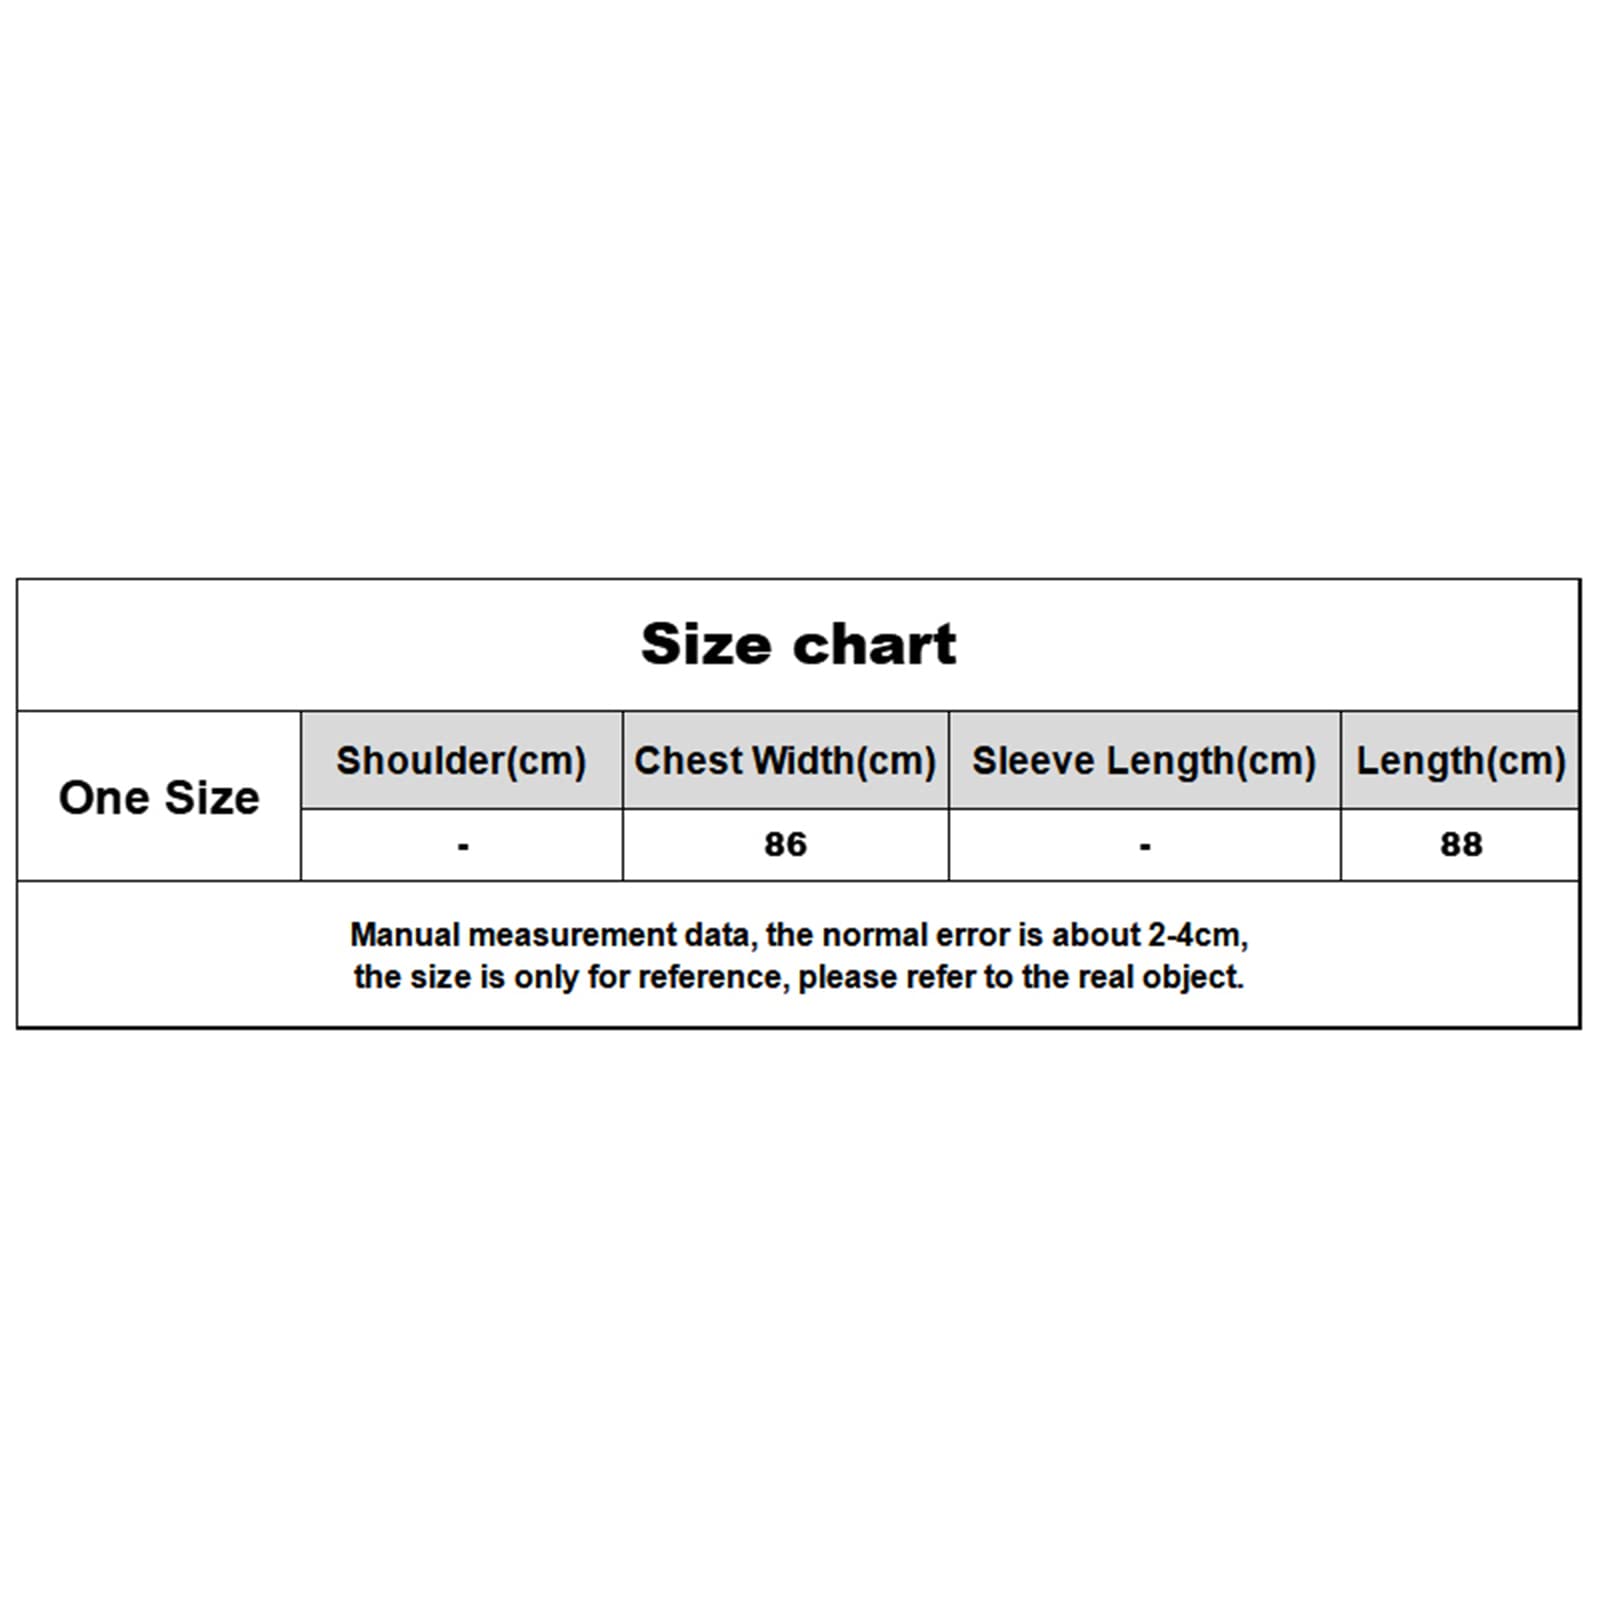 Size chart
One Size
Shoulder(cm) Chest Width(cm) Sleeve Length(cm) Length(cm)
- 86 - 88
Manual measurement data, the normal error is about 2-4cm,
the size is only for reference, please refer to the real object.